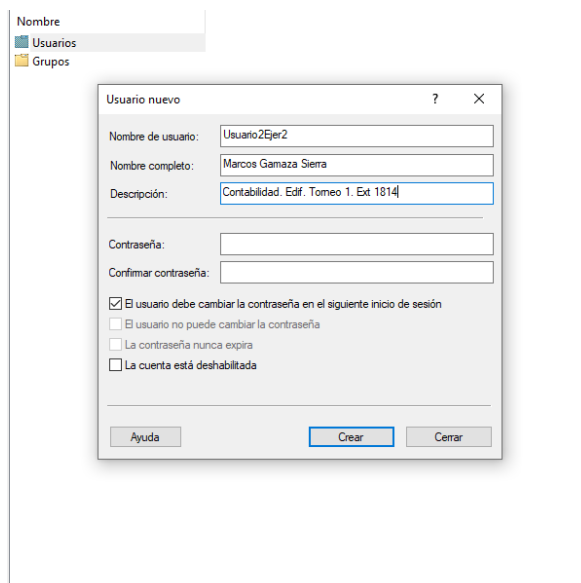 Nombre
Usuarios
Grupos
Usuario nuevo ? ×
Nombre de usuario: Usuario2Ejer2
Nombre completo: Marcos Gamaza Sierra
Descripción: Contabilidad. Edif. Torneo 1. Ext 1814
Contraseña:
Confirmar contraseña:
El usuario debe cambiar la contraseña en el siguiente inicio de sesión
El usuario no puede cambiar la contraseña
La contraseña nunca expira
La cuenta está deshabilitada
Ayuda Crear Cerrar